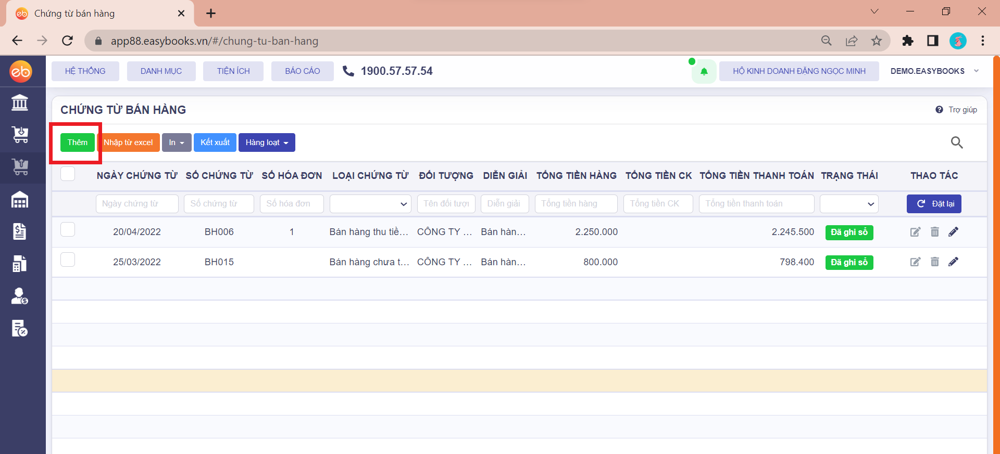 Chứng từ bán hàng
app88.easybooks.vn/#/chung-tu-ban-hang
eb
HỆ THỐNG DANH MỤC TIỆN ÍCH BÁO CÁO 1900.57.57.54 HỘ KINH DOANH ĐẶNG NGỌC MINH DEMO.EASYBOOKS
CHỨNG TỪ BÁN HÀNG Trợ giúp
Thêm Nhập từ excel In Kết xuất Hàng loạt
NGÀY CHỨNG TỪ SỐ CHỨNG TỪ SỐ HÓA ĐƠN LOẠI CHỨNG TỪ ĐỐI TƯỢNG DIỄN GIẢI TỔNG TIỀN HÀNG TỔNG TIỀN CK TỔNG TIỀN THANH TOÁN TRẠNG THÁI THAO TÁC
Ngày chứng từ Số chứng từ Số hóa đơn Tên đối tượ Diễn giải Tổng tiền hàng Tổng tiền CK Tổng tiền thanh toán Đặt lại
20/04/2022 BH006 1 Bán hàng thu tiề... CÔNG TY ... Bán hàn... 2.250.000 2.245.500 Đã ghi sổ
25/03/2022 BH015 Bán hàng chưa t... CÔNG TY ... Bán hàn... 800.000 798.400 Đã ghi sổ